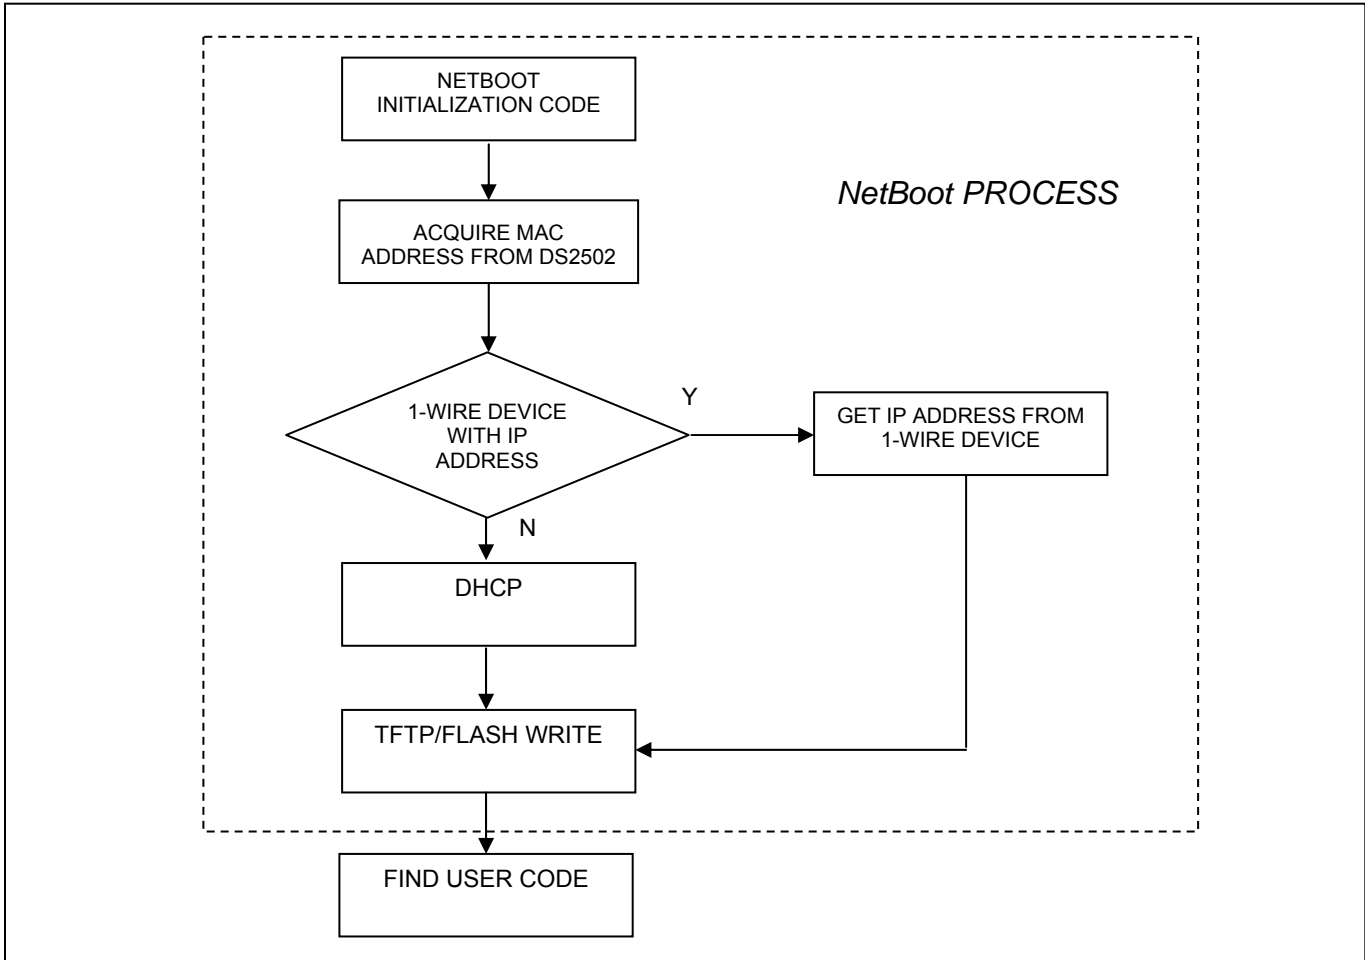 NETBOOT
INITIALIZATION CODE
NetBoot PROCESS
ACQUIRE MAC
ADDRESS FROM DS2502
1-WIRE DEVICE
WITH IP
ADDRESS
Y
GET IP ADDRESS FROM
1-WIRE DEVICE
N
DHCP
TFTP/FLASH WRITE
FIND USER CODE